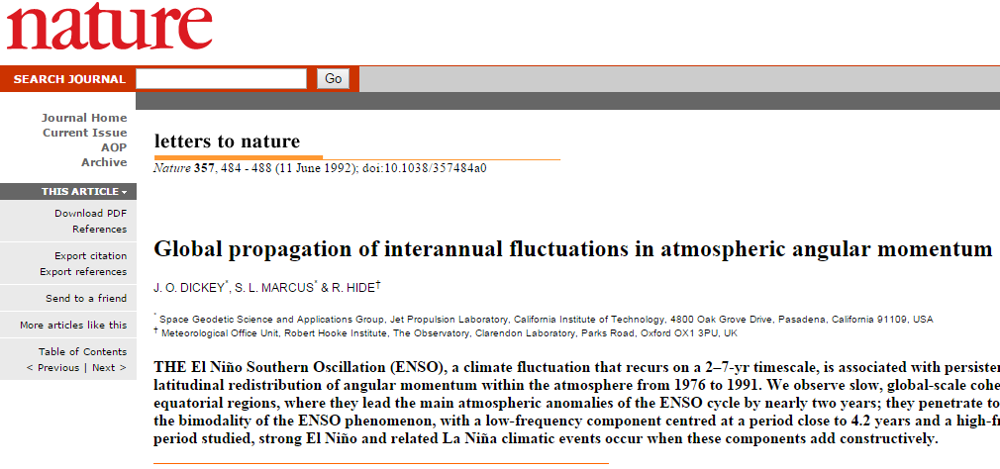 nature
SEARCH JOURNAL Go
Journal Home
Current Issue
AOP
Archive
THIS ARTICLE
Download PDF
References
Export citation
Export references
Send to a friend
More articles like this
Table of Contents
< Previous | Next >
letters to nature
Nature 357, 484 - 488 (11 June 1992); doi:10.1038/357484a0
Global propagation of interannual fluctuations in atmospheric angular momentum
J. O. DICKEY*, S. L. MARCUS* & R. HIDE†
* Space Geodetic Science and Applications Group, Jet Propulsion Laboratory, California Institute of Technology, 4800 Oak Grove Drive, Pasadena, California 91109, USA
† Meteorological Office Unit, Robert Hooke Institute, The Observatory, Clarendon Laboratory, Parks Road, Oxford OX1 3PU, UK
THE El Niño Southern Oscillation (ENSO), a climate fluctuation that recurs on a 2–7-yr timescale, is associated with
latitudinal redistribution of angular momentum within the atmosphere from 1976 to 1991. We observe slow, global-scale
equatorial regions, where they lead the main atmospheric anomalies of the ENSO cycle by nearly two years; they penetrate to
the bimodality of the ENSO phenomenon, with a low-frequency component centred at a period close to 4.2 years and a
period studied, strong El Niño and related La Niña climatic events occur when these components add constructively.